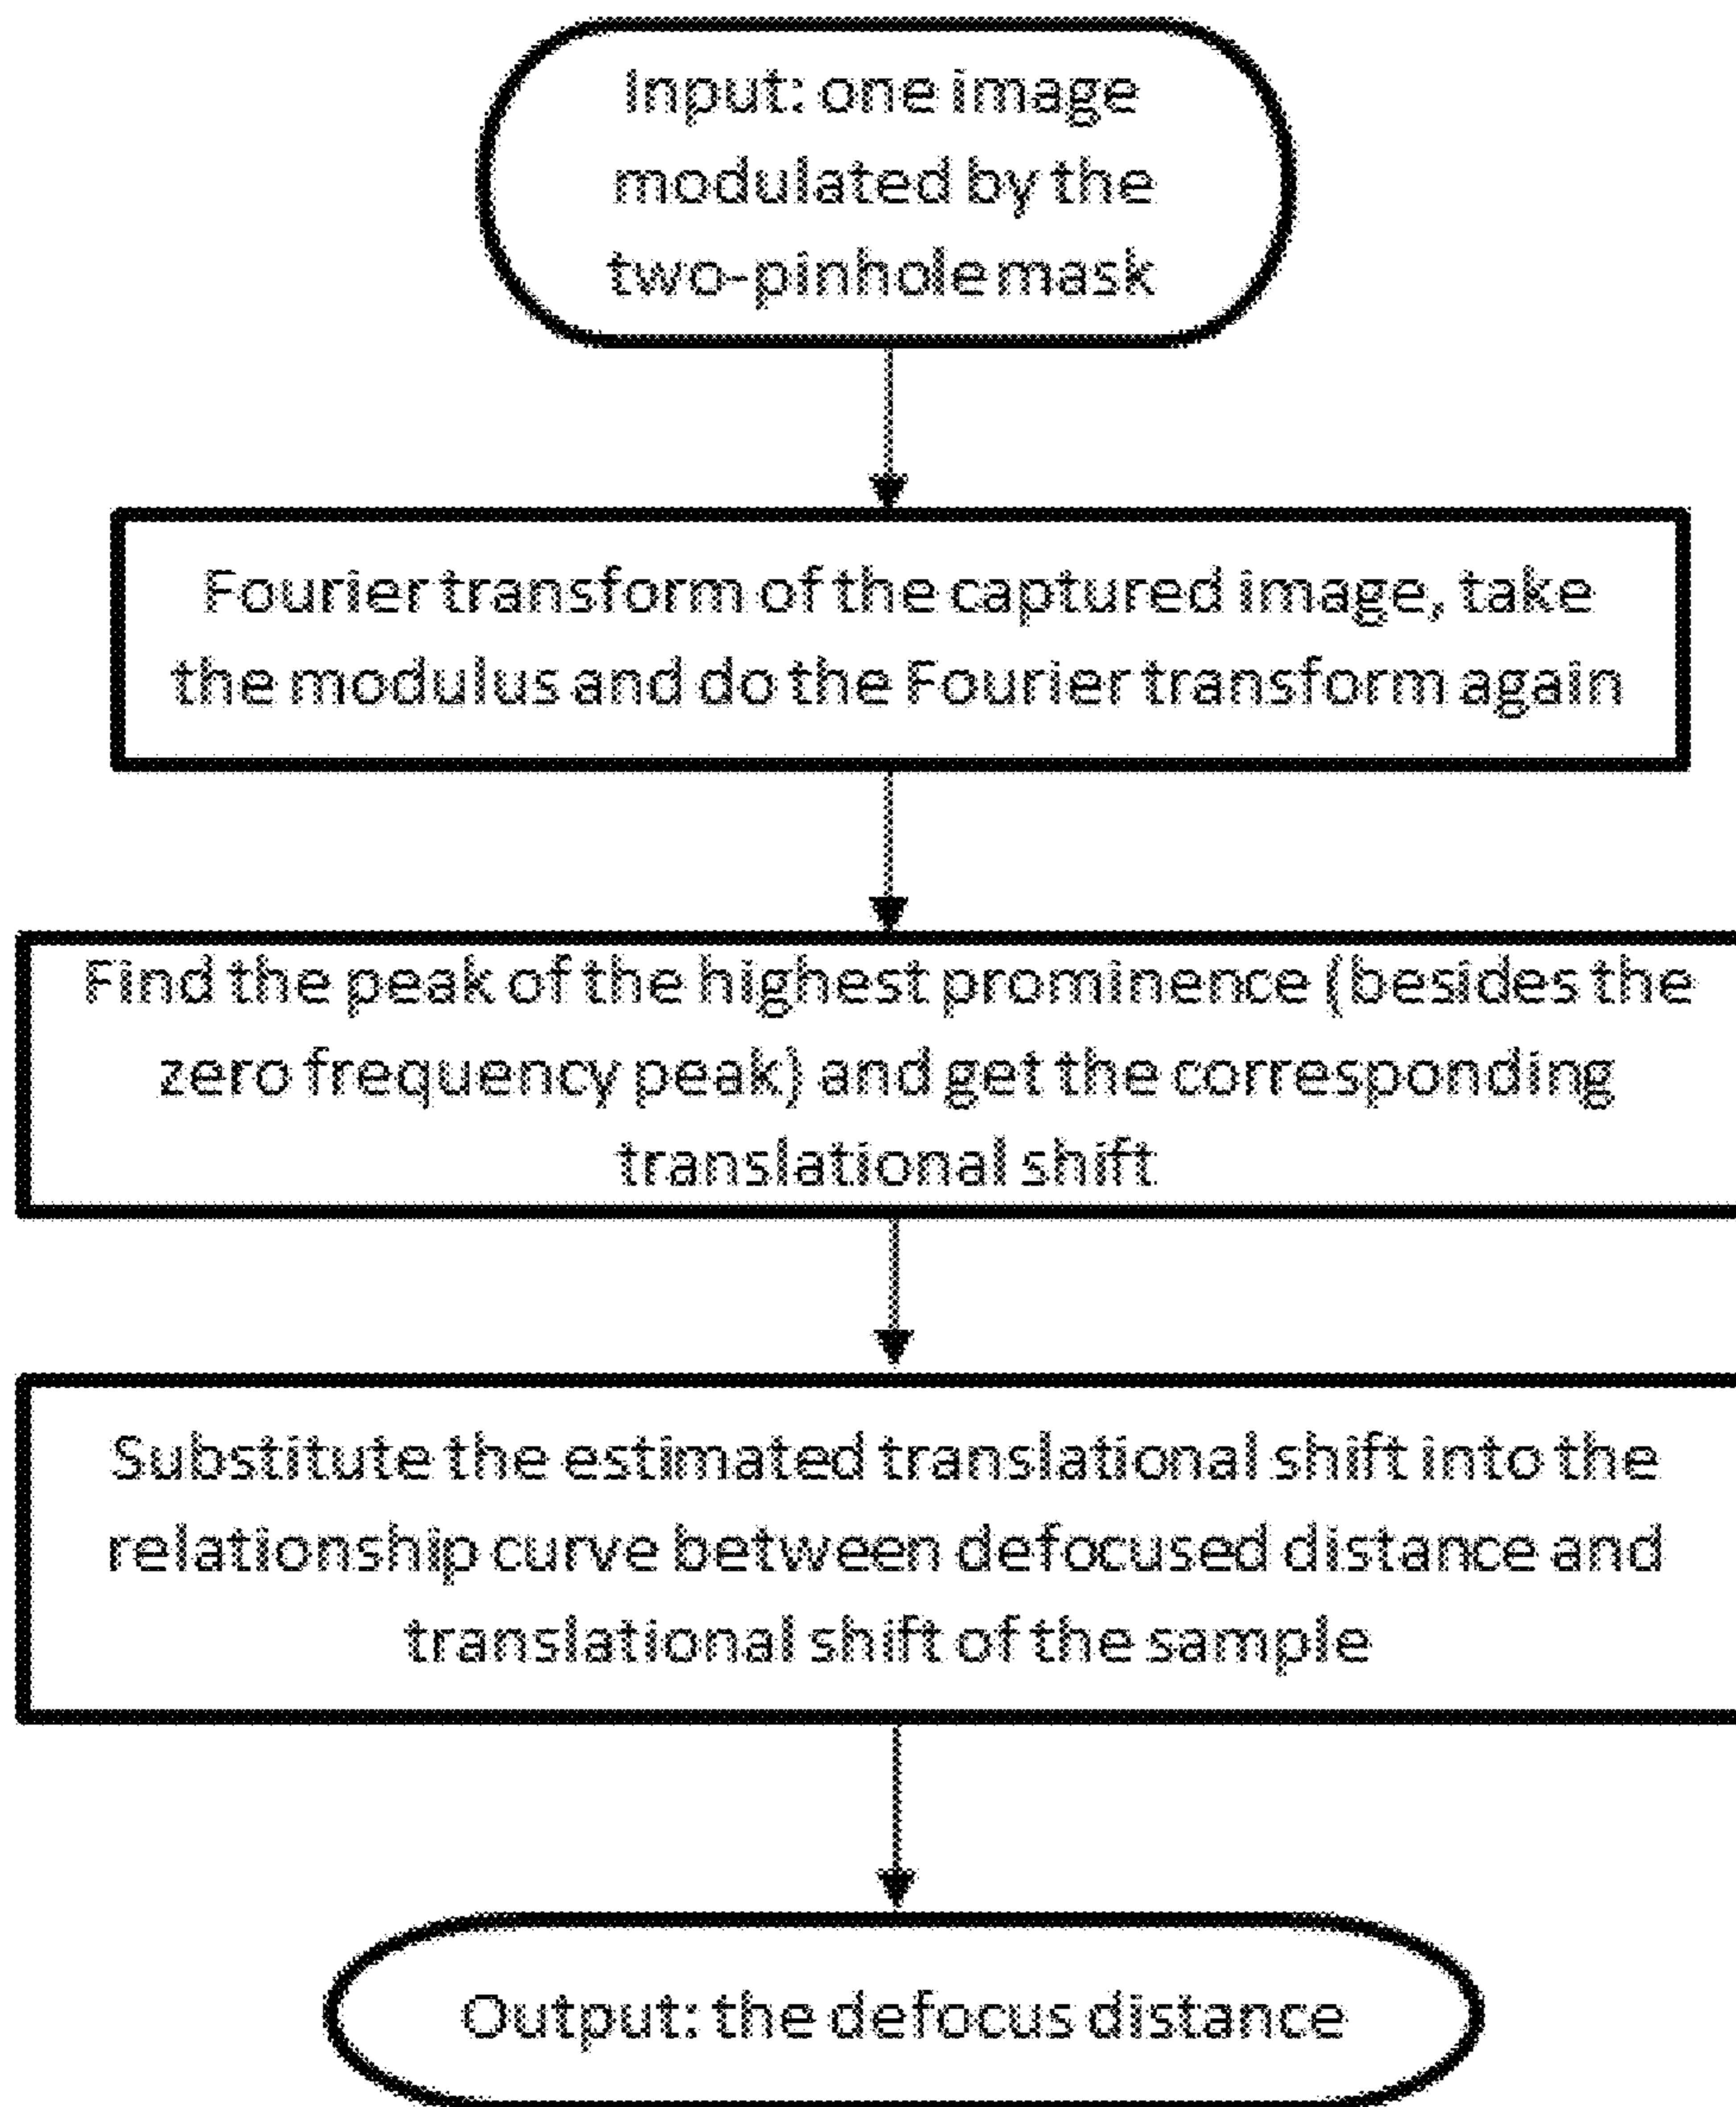 Input: one image
modulated by the
two-pinhole mask
Fourier transform of the captured image, take
the modulus and do the Fourier transform again
Find the peak of the highest prominence (besides the
zero frequency peak) and get the corresponding
translational shift
Substitute the estimated translational shift into the
relationship curve between defocused distance and
translational shift of the sample
Output: the defocus distance